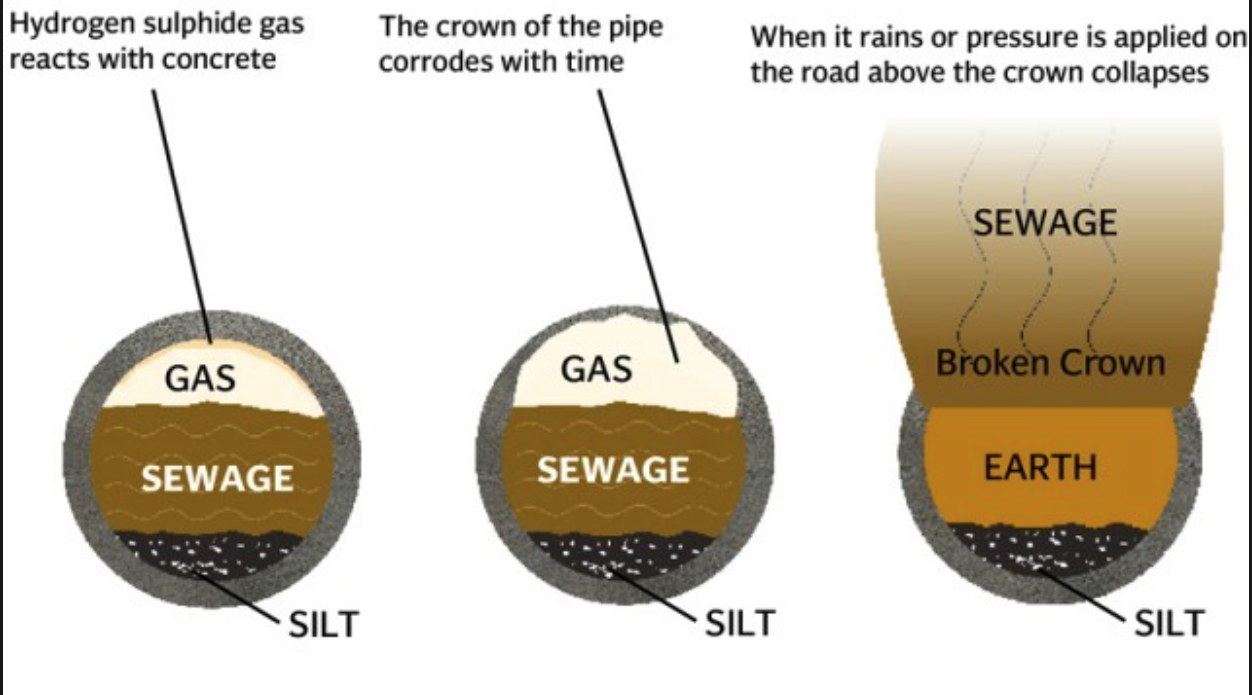 Hydrogen sulphide gas
reacts with concrete
The crown of the pipe
corrodes with time
When it rains or pressure is applied on
the road above the crown collapses
GAS
SEWAGE
SILT
GAS
SEWAGE
SILT
SEWAGE
Broken Crown
EARTH
SILT